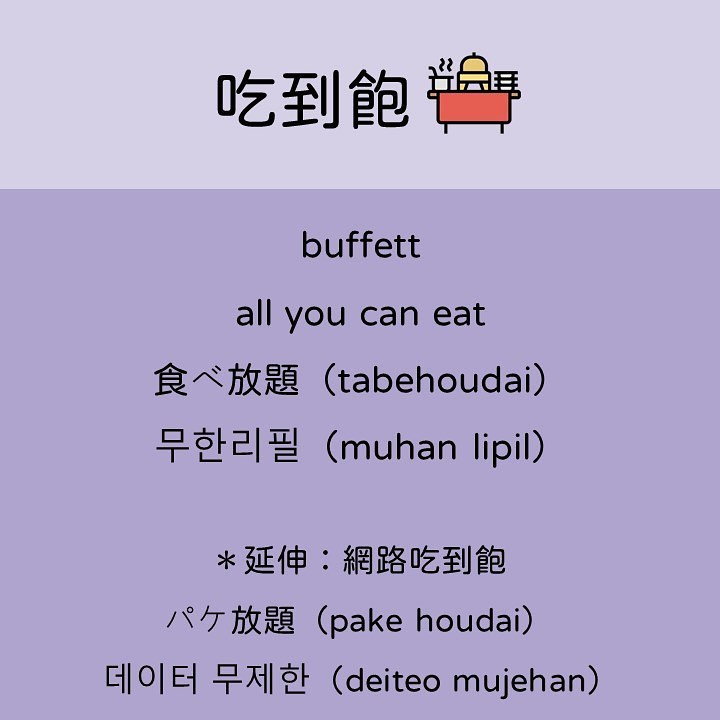 吃到飽
buffett
all you can eat
食べ放題（tabehoudai）
무한리필（muhan lipil）
＊延伸：網路吃到飽
パケ放題（pake houdai）
데이터 무제한（deiteo mujehan）